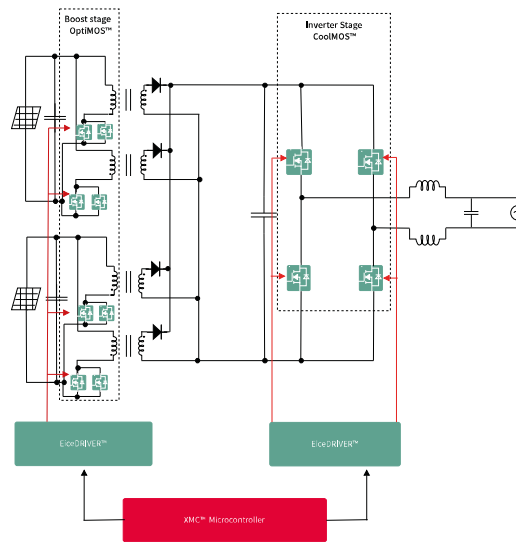 Boost stage
OptiMOS™
Inverter Stage
CoolMOS™
EiceDRIVER™
EiceDRIVER™
XMC™ Microcontroller